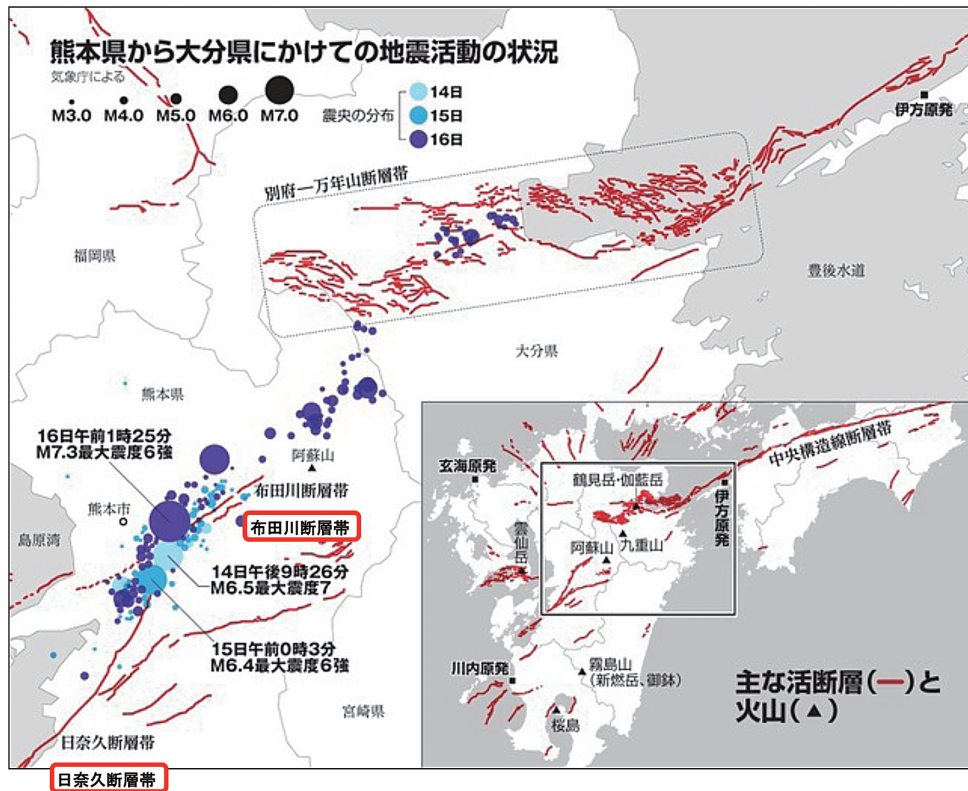 熊本県から大分県にかけての地震活動の状況
気象庁による
M3.0 M4.0 M5.0 M6.0 M7.0
震央の分布
14日
15日
16日
伊方原発
別府一万年山断層帯
福岡県
豊後水道
大分県
熊本県
16日午前1時25分
M7.3最大震度6強
阿蘇山
布田川断層帯
熊本市
布田川断層帯
島原湾
14日午後9時26分
M6.5最大震度7
15日午前0時3分
M6.4最大震度6強
宮崎県
日奈久断層帯
日奈久断層帯
中央構造線断層帯
玄海原発
鶴見岳・伽藍岳
伊方原発
雲仙岳
阿蘇山
九重山
川内原発
霧島山
(新燃岳、御鉢)
桜島
主な活断層(ー)と
火山(▲)